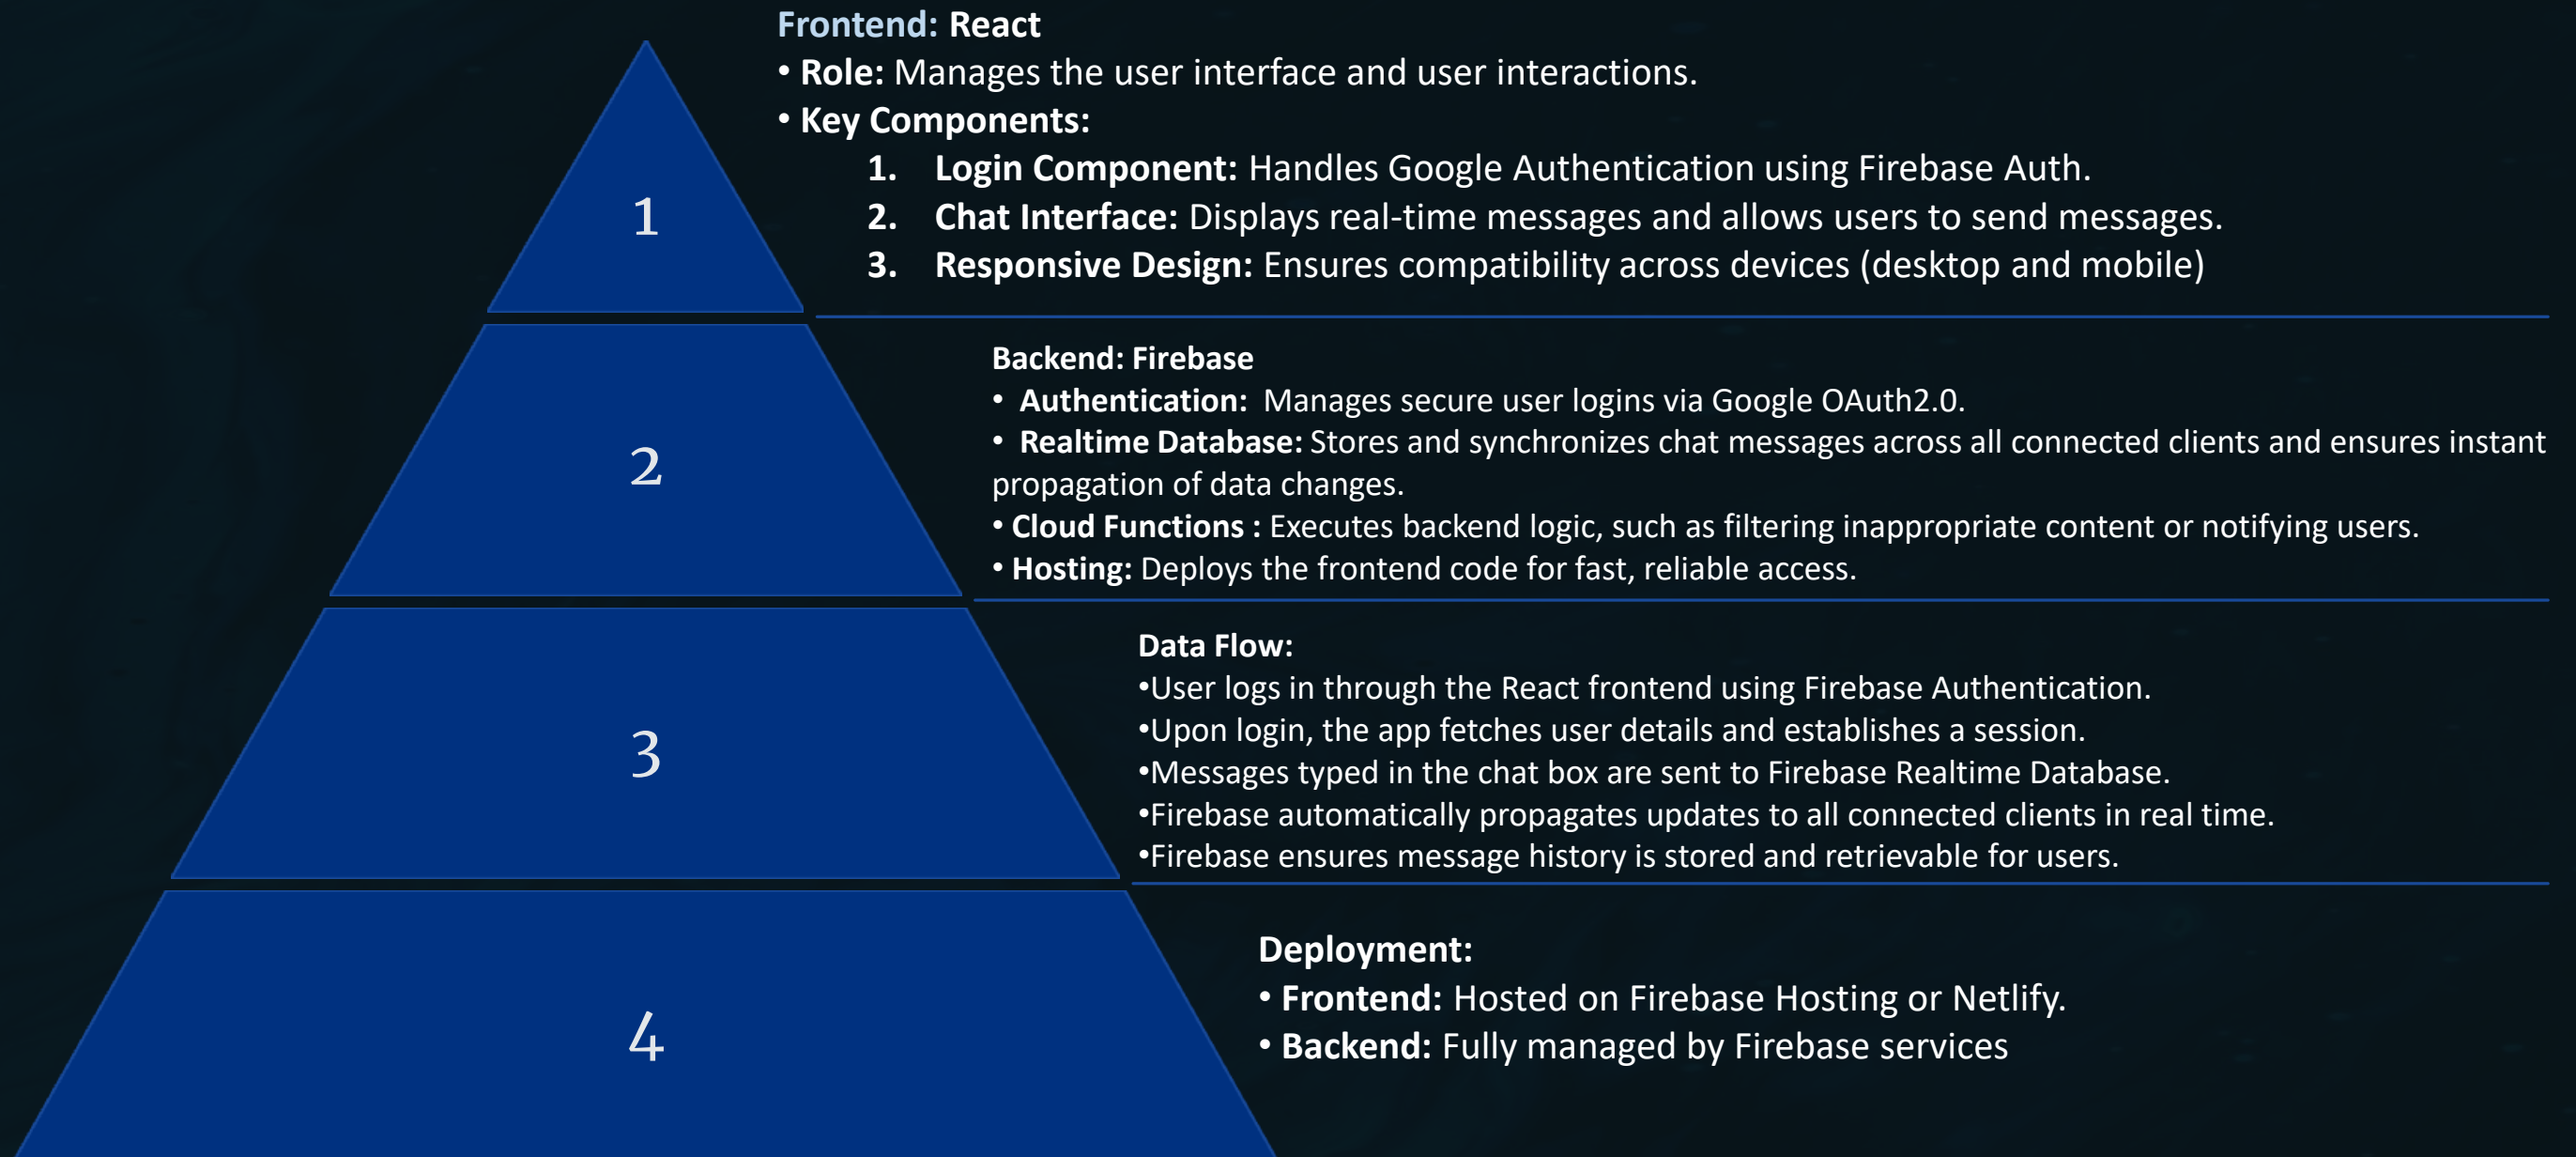 Frontend: React
• Role: Manages the user interface and user interactions.
• Key Components:
1. Login Component: Handles Google Authentication using Firebase Auth.
2. Chat Interface: Displays real-time messages and allows users to send messages.
3. Responsive Design: Ensures compatibility across devices (desktop and mobile)
1
Backend: Firebase
• Authentication: Manages secure user logins via Google OAuth2.0.
• Realtime Database: Stores and synchronizes chat messages across all connected clients and ensures instant
propagation of data changes.
• Cloud Functions : Executes backend logic, such as filtering inappropriate content or notifying users.
• Hosting: Deploys the frontend code for fast, reliable access.
2
Data Flow:
•User logs in through the React frontend using Firebase Authentication.
•Upon login, the app fetches user details and establishes a session.
•Messages typed in the chat box are sent to Firebase Realtime Database.
•Firebase automatically propagates updates to all connected clients in real time.
•Firebase ensures message history is stored and retrievable for users.
3
Deployment:
• Frontend: Hosted on Firebase Hosting or Netlify.
• Backend: Fully managed by Firebase services
4